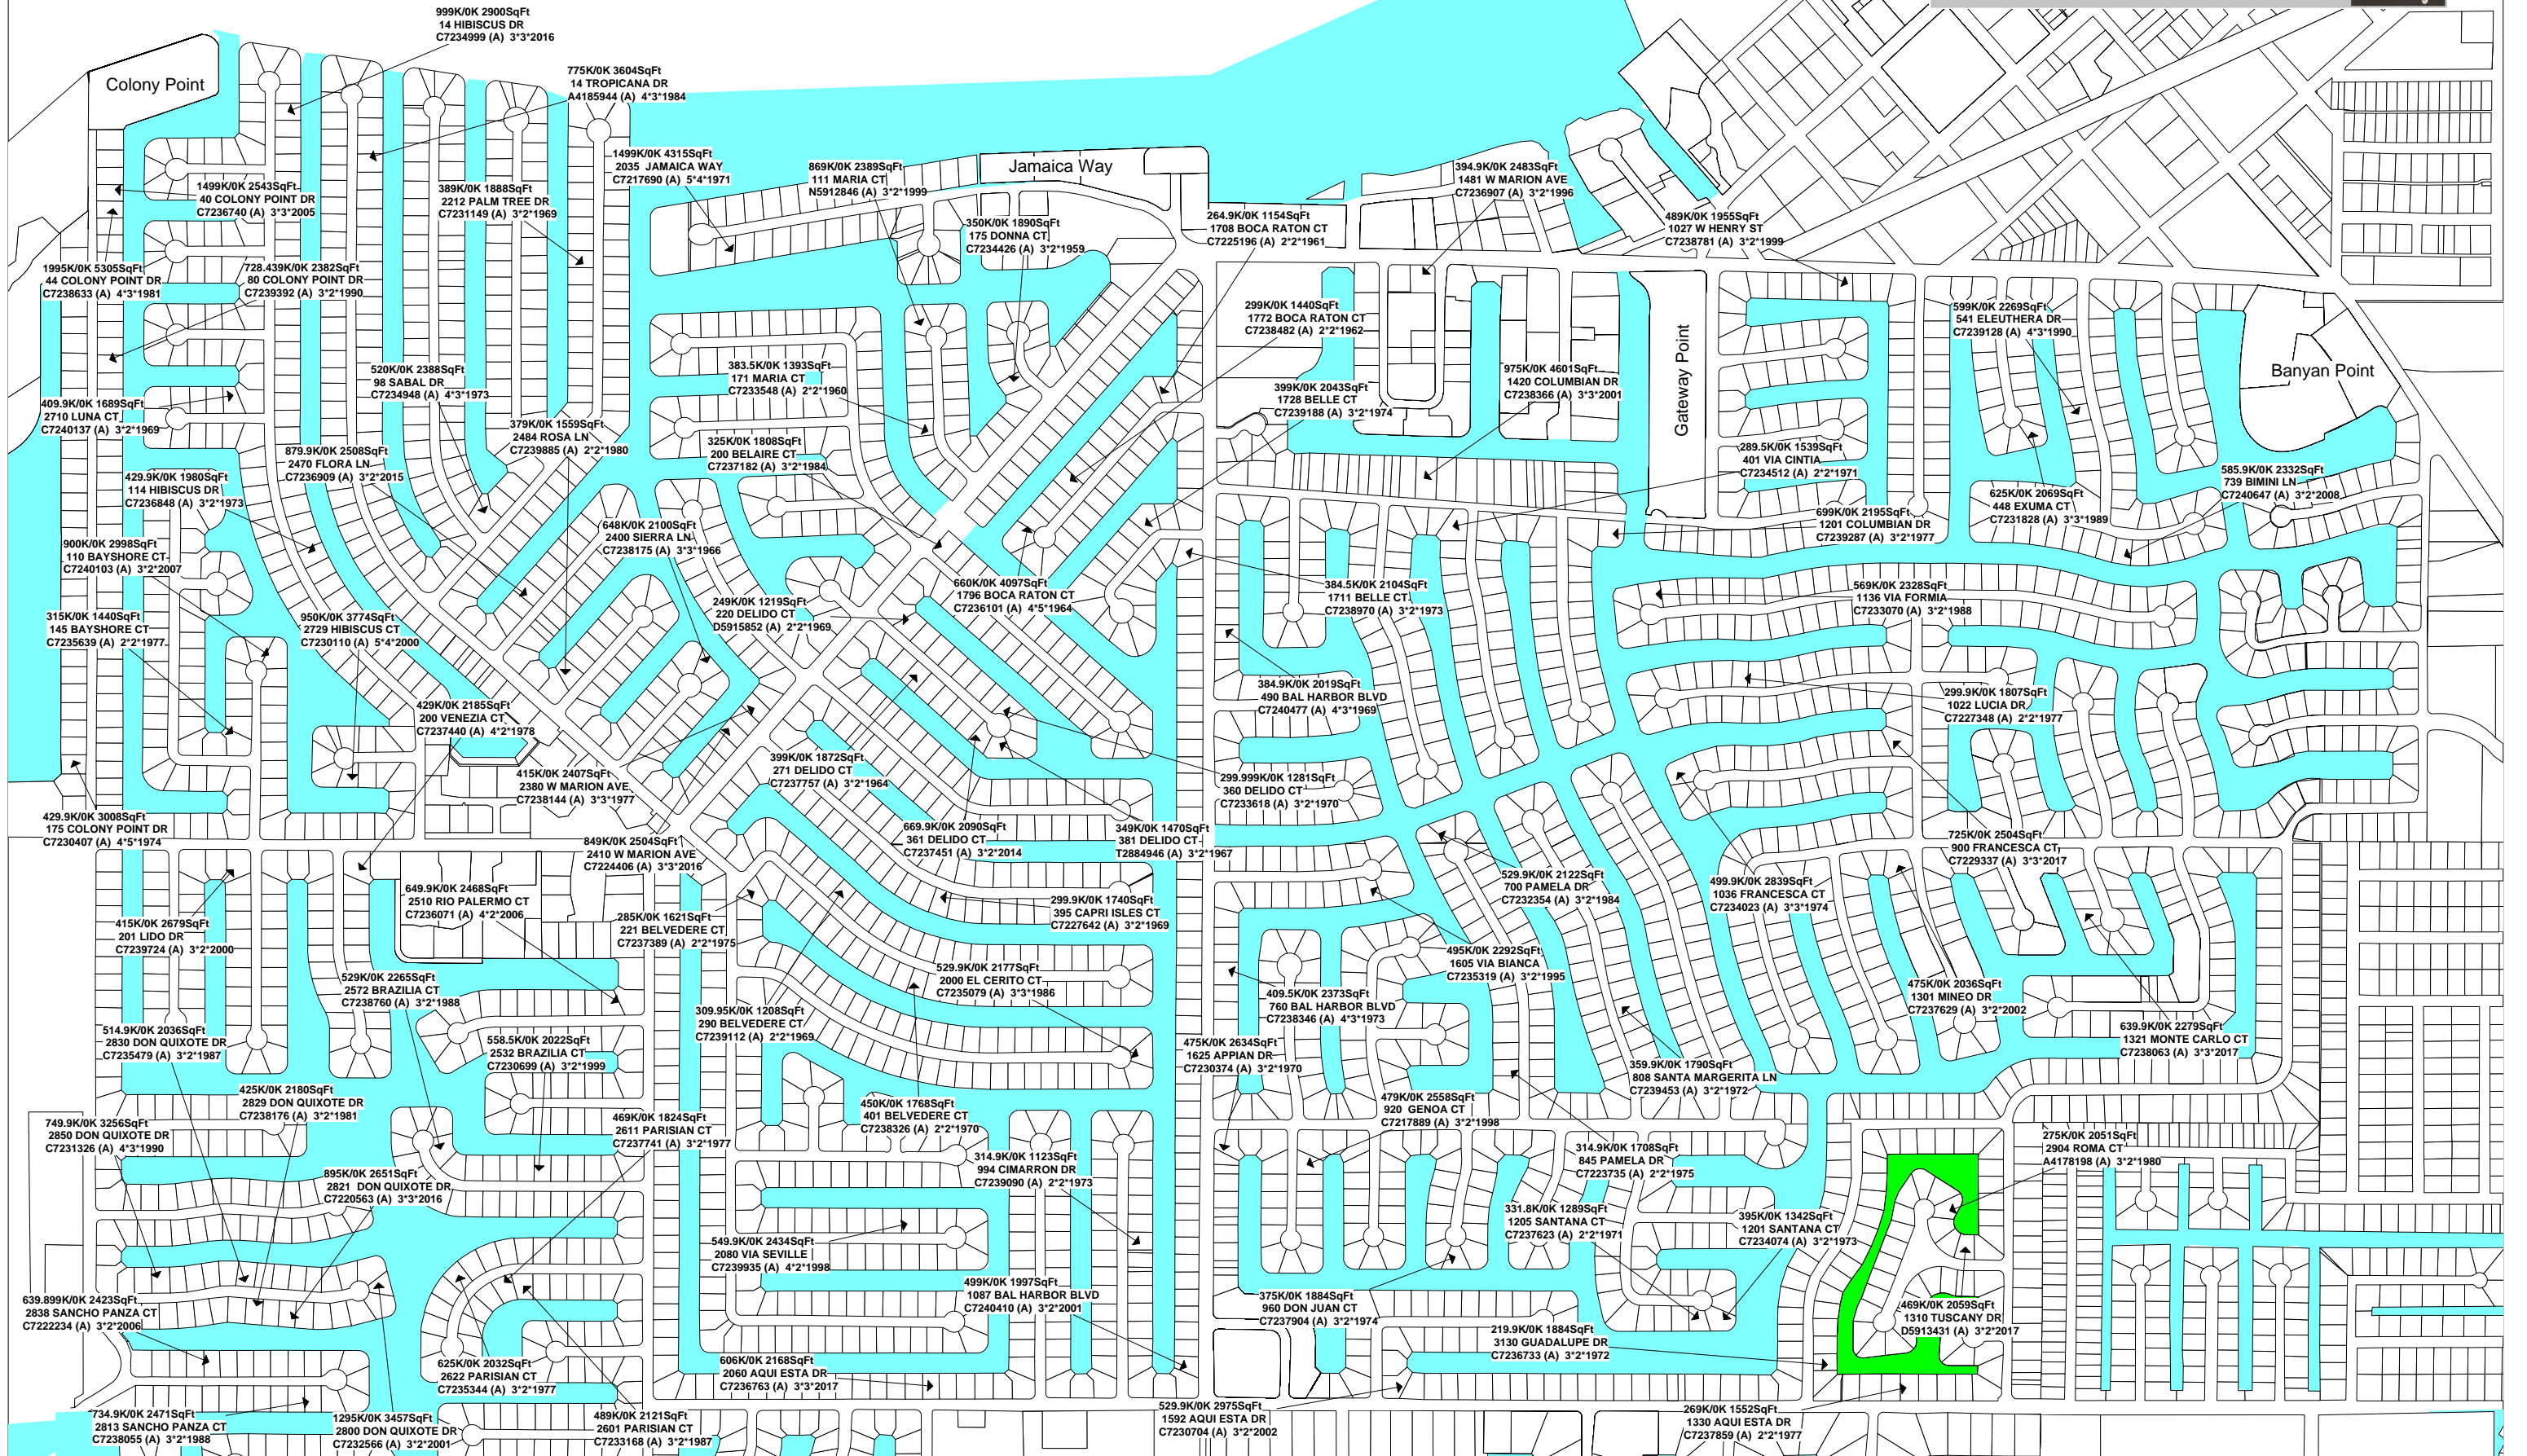 999K/0K 2900SqFt
14 HIBISCUS DR
C7234999 (A) 3*3*2016
Colony Point
775K/0K 3604SqFt
14 TROPICANA DR
A4185944 (A) 4*3*1984
1499K/0K 4315SqFt
2035 JAMAICA WAY
C7217690 (A) 5*4*1971
869K/0K 2389SqFt
111 MARIA CT
N5912846 (A) 3*2*1999
Jamaica Way
394.9K/0K 2483SqFt
1481 W MARION AVE
C7236907 (A) 3*2*1996
1499K/0K 2543SqFt
40 COLONY POINT DR
C7236740 (A) 3*3*2005
389K/0K 1888SqFt
2212 PALM TREE DR
C7231149 (A) 3*2*1969
350K/0K 1890SqFt
175 DONNA CT
C7234426 (A) 3*2*1959
264.9K/0K 1154SqFt
1708 BOCA RATON CT
C7225196 (A) 2*2*1961
489K/0K 1955SqFt
1027 W HENRY ST
C7238781 (A) 3*2*1999
1995K/0K 5305SqFt
44 COLONY POINT DR
C7238633 (A) 4*3*1981
728.439K/0K 2382SqFt
80 COLONY POINT DR
C7239392 (A) 3*2*1990
299K/0K 1440SqFt
1772 BOCA RATON CT
C7238482 (A) 2*2*1962
599K/0K 2269SqFt
541 ELEUTHERA DR
C7239128 (A) 4*3*1990
Gateway Point
Banyan Point
520K/0K 2388SqFt
98 SABAL DR
C7234948 (A) 4*3*1973
383.5K/0K 1393SqFt
171 MARIA CT
C7233548 (A) 2*2*1960
399K/0K 2043SqFt
1728 BELLE CT
C7239188 (A) 3*2*1974
975K/0K 4601SqFt
1420 COLUMBIAN DR
C7238366 (A) 3*3*2001
409.9K/0K 1689SqFt
2710 LUNA CT
C7240137 (A) 3*2*1969
379K/0K 1559SqFt
2484 ROSA LN
C7239885 (A) 2*2*1980
325K/0K 1808SqFt
200 BELAIRE CT
C7237182 (A) 3*2*1984
879.9K/0K 2508SqFt
2470 FLORA LN
C7236909 (A) 3*2*2015
289.5K/0K 1539SqFt
401 VIA CINTIA
C7234512 (A) 2*2*1971
585.9K/0K 2332SqFt
739 BIMINI LN
C7240647 (A) 3*2*2008
429.9K/0K 1980SqFt
114 HIBISCUS DR
C7236848 (A) 3*2*1973
625K/0K 2069SqFt
448 EXUMA CT
C7231828 (A) 3*3*1989
648K/0K 2100SqFt
2400 SIERRA LN
C7238175 (A) 3*3*1966
699K/0K 2195SqFt
1201 COLUMBIAN DR
C7239287 (A) 3*2*1977
900K/0K 2998SqFt
110 BAYSHORE CT
C7240103 (A) 3*2*2007
660K/0K 4097SqFt
1796 BOCA RATON CT
C7236101 (A) 4*5*1964
384.5K/0K 2104SqFt
1711 BELLE CT
C7238970 (A) 3*2*1973
569K/0K 2328SqFt
1136 VIA FORMIA
C7233070 (A) 3*2*1988
249K/0K 1219SqFt
220 DELIDO CT
D5915852 (A) 2*2*1969
315K/0K 1440SqFt
145 BAYSHORE CT
C7235639 (A) 2*2*1977
950K/0K 3774SqFt
2729 HIBISCUS CT
C7230110 (A) 5*4*2000
384.9K/0K 2019SqFt
490 BAL HARBOR BLVD
C7240477 (A) 4*3*1969
299.9K/0K 1807SqFt
1022 LUCIA DR
C7227348 (A) 2*2*1977
429K/0K 2185SqFt
200 VENEZIA CT
C7237440 (A) 4*2*1978
399K/0K 1872SqFt
271 DELIDO CT
C7237757 (A) 3*2*1964
415K/0K 2407SqFt
2380 W MARION AVE
C7238144 (A) 3*3*1977
299.999K/0K 1281SqFt
360 DELIDO CT
C7233618 (A) 3*2*1970
429.9K/0K 3008SqFt
175 COLONY POINT DR
C7230407 (A) 4*5*1974
669.9K/0K 2090SqFt
361 DELIDO CT
C7237451 (A) 3*2*2014
349K/0K 1470SqFt
381 DELIDO CT
T2884946 (A) 3*2*1967
849K/0K 2504SqFt
2410 W MARION AVE
C7224406 (A) 3*3*2016
725K/0K 2504SqFt
900 FRANCESCA CT
C7229337 (A) 3*3*2017
649.9K/0K 2468SqFt
2510 RIO PALERMO CT
C7236071 (A) 4*2*2006
529.9K/0K 2122SqFt
700 PAMELA DR
C7232354 (A) 3*2*1984
499.9K/0K 2839SqFt
1036 FRANCESCA CT
C7234023 (A) 3*3*1974
299.9K/0K 1740SqFt
395 CAPRI ISLES CT
C7227642 (A) 3*2*1969
415K/0K 2679SqFt
201 LIDO DR
C7239724 (A) 3*2*2000
285K/0K 1621SqFt
221 BELVEDERE CT
C7237389 (A) 2*2*1975
495K/0K 2292SqFt
1605 VIA BIANCA
C7235319 (A) 3*2*1995
529K/0K 2265SqFt
2572 BRAZILIA CT
C7238760 (A) 3*2*1988
529.9K/0K 2177SqFt
2000 EL CERITO CT
C7235079 (A) 3*3*1986
409.5K/0K 2373SqFt
760 BAL HARBOR BLVD
C7238346 (A) 4*3*1973
475K/0K 2036SqFt
1301 MINEO DR
C7237629 (A) 3*2*2002
309.95K/0K 1208SqFt
290 BELVEDERE CT
C7239112 (A) 2*2*1969
514.9K/0K 2036SqFt
2830 DON QUIXOTE DR
C7235479 (A) 3*2*1987
558.5K/0K 2022SqFt
2532 BRAZILIA CT
C7230699 (A) 3*2*1999
475K/0K 2634SqFt
1625 APPIAN DR
C7230374 (A) 3*2*1970
639.9K/0K 2279SqFt
1321 MONTE CARLO CT
C7238063 (A) 3*3*2017
359.9K/0K 1790SqFt
808 SANTA MARGERITA LN
C7239453 (A) 3*2*1972
425K/0K 2180SqFt
2829 DON QUIXOTE DR
C7238176 (A) 3*2*1981
450K/0K 1768SqFt
401 BELVEDERE CT
C7238326 (A) 2*2*1970
479K/0K 2558SqFt
920 GENOA CT
C7217889 (A) 3*2*1998
749.9K/0K 3256SqFt
2850 DON QUIXOTE DR
C7231326 (A) 4*3*1990
469K/0K 1824SqFt
2611 PARISIAN CT
C7237741 (A) 3*2*1977
275K/0K 2051SqFt
2904 ROMA CT
A4178198 (A) 3*2*1980
314.9K/0K 1708SqFt
845 PAMELA DR
C7223735 (A) 2*2*1975
314.9K/0K 1123SqFt
994 CIMARRON DR
C7239090 (A) 2*2*1973
895K/0K 2651SqFt
2821 DON QUIXOTE DR
C7220563 (A) 3*3*2016
331.8K/0K 1289SqFt
1205 SANTANA CT
C7237623 (A) 2*2*1971
395K/0K 1342SqFt
1201 SANTANA CT
C7234074 (A) 3*2*1973
549.9K/0K 2434SqFt
2080 VIA SEVILLE
C7239935 (A) 4*2*1998
499K/0K 1997SqFt
1087 BAL HARBOR BLVD
C7240410 (A) 3*2*2001
375K/0K 1884SqFt
960 DON JUAN CT
C7237904 (A) 3*2*1974
639.899K/0K 2423SqFt
2838 SANCHO PANZA CT
C7222234 (A) 3*2*2006
469K/0K 2059SqFt
1310 TUSCANY DR
D5913431 (A) 3*2*2017
219.9K/0K 1884SqFt
3130 GUADALUPE DR
C7236733 (A) 3*2*1972
625K/0K 2032SqFt
2622 PARISIAN CT
C7235344 (A) 3*2*1977
606K/0K 2168SqFt
2060 AQUI ESTA DR
C7236763 (A) 3*3*2017
734.9K/0K 2471SqFt
2813 SANCHO PANZA CT
C7238055 (A) 3*2*1988
1295K/0K 3457SqFt
2800 DON QUIXOTE DR
C7232566 (A) 3*2*2001
489K/0K 2121SqFt
2601 PARISIAN CT
C7233168 (A) 3*2*1987
529.9K/0K 2975SqFt
1592 AQUI ESTA DR
C7230704 (A) 3*2*2002
269K/0K 1552SqFt
1330 AQUI ESTA DR
C7237859 (A) 2*2*1977